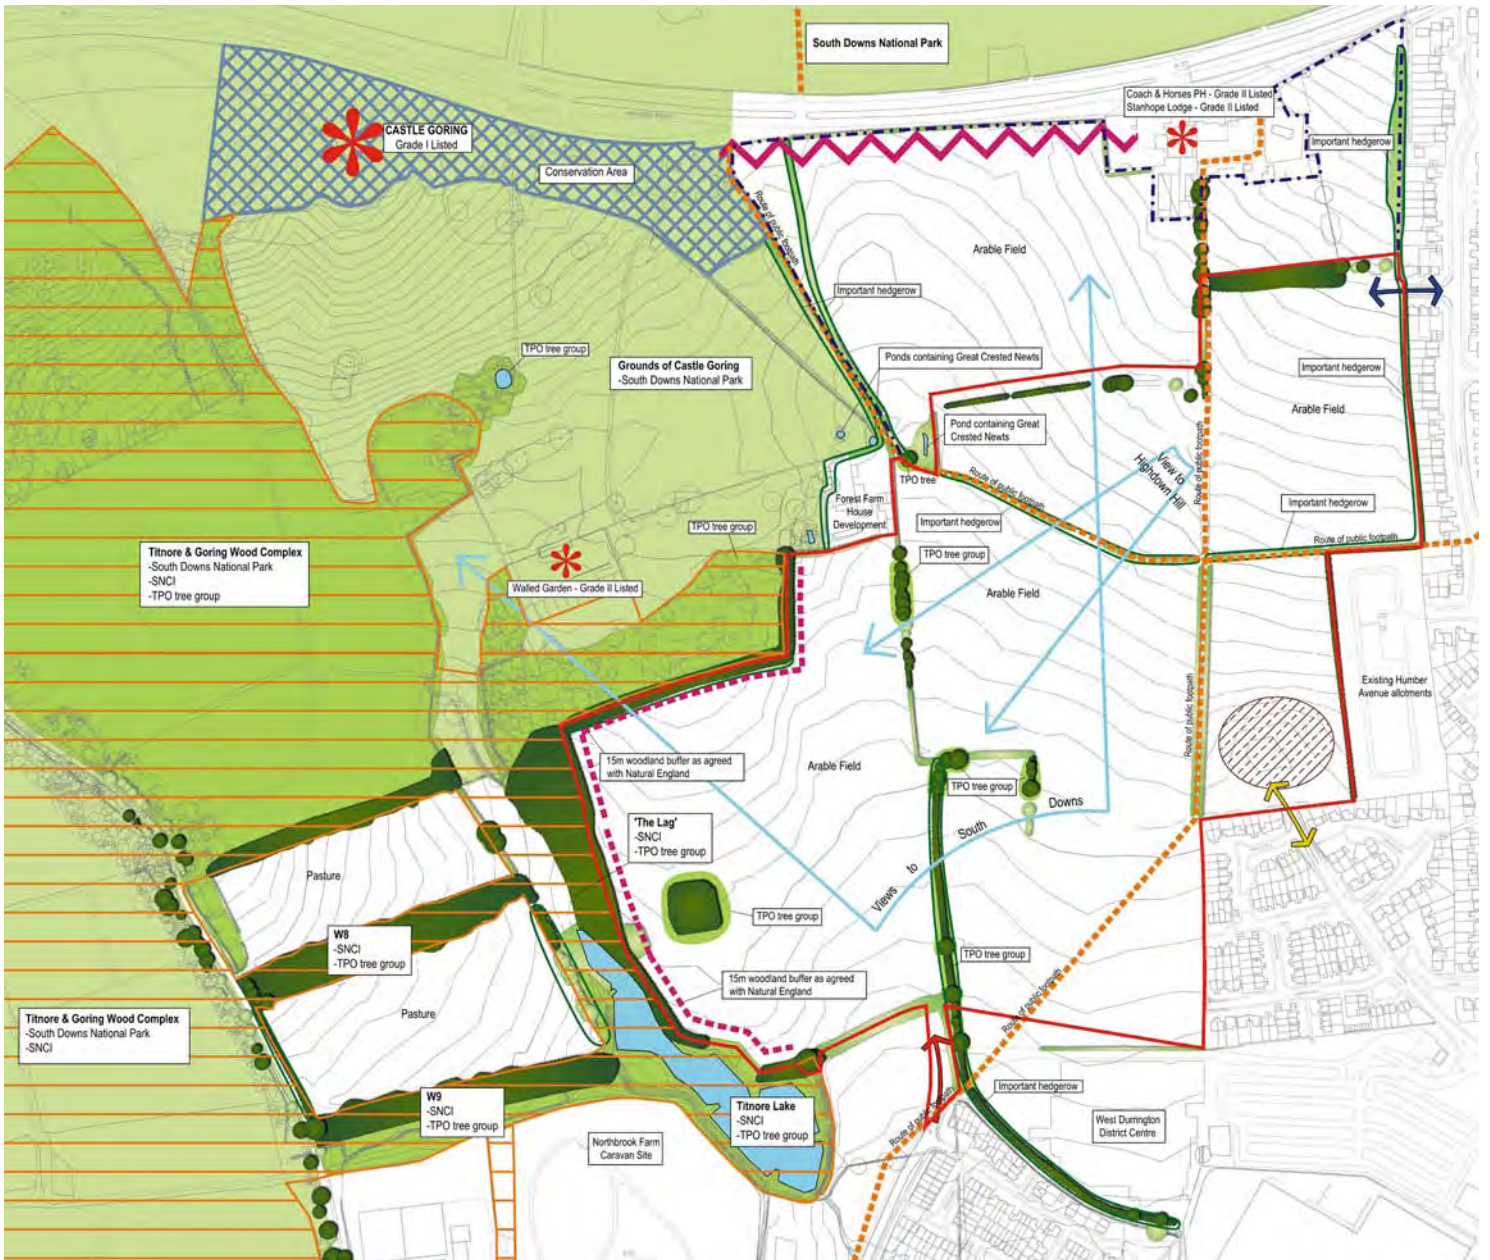 South Downs National Park
Coach & Horses PH - Grade II Listed
Stanhope Lodge - Grade II Listed
CASTLE GORING
Grade I Listed
Important hedgerow
Conservation Area
Route of public footpath
Arable Field
Important hedgerow
TPO tree group
Grounds of Castle Goring
-South Downs National Park
Ponds containing Great Crested Newts
Important hedgerow
Arable Field
Pond containing Great
Crested Newts
View to
Highdown Hill
Route of public footpath
TPO tree
Route of public footpath
Forest Farm
House
Development
Important hedgerow
Important hedgerow
TPO tree group
Route of public footpath
Titnore & Goring Wood Complex
-South Downs National Park
-SNCI
-TPO tree group
TPO tree group
Walled Garden - Grade II Listed
Arable Field
Existing Humber
Avenue allotments
Route of public footpath
15m woodland buffer as agreed
with Natural England
Arable Field
TPO tree group
Views to South Downs
'The Lag'
-SNCI
-TPO tree group
Pasture
TPO tree group
W8
-SNCI
-TPO tree group
TPO tree group
15m woodland buffer as agreed
with Natural England
Route of public footpath
Pasture
Titnore & Goring Wood Complex
-South Downs National Park
-SNCI
Important hedgerow
W9
-SNCI
-TPO tree group
Titnore Lake
-SNCI
-TPO tree group
Route of public footpath
West Durrington
District Centre
Northbrook Farm
Caravan Site